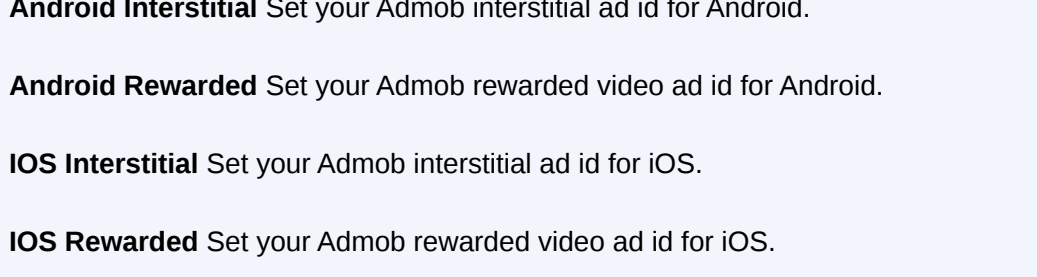 Android Interstitial Set your Admob interstitial ad id for Android.
Android Rewarded Set your Admob rewarded video ad id for Android.
IOS Interstitial Set your Admob interstitial ad id for iOS.
IOS Rewarded Set your Admob rewarded video ad id for iOS.